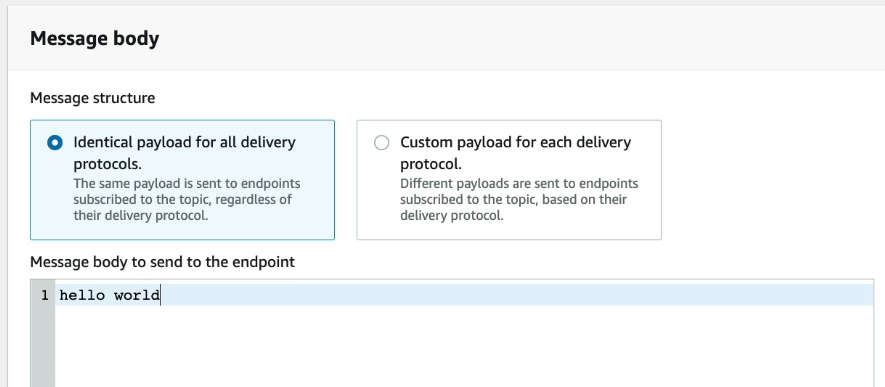 Message body
Message structure
Identical payload for all delivery
protocols.
The same payload is sent to endpoints
subscribed to the topic, regardless of
their delivery protocol.
Custom payload for each delivery
protocol.
Different payloads are sent to endpoints
subscribed to the topic, based on their
delivery protocol.
Message body to send to the endpoint
1 hello world